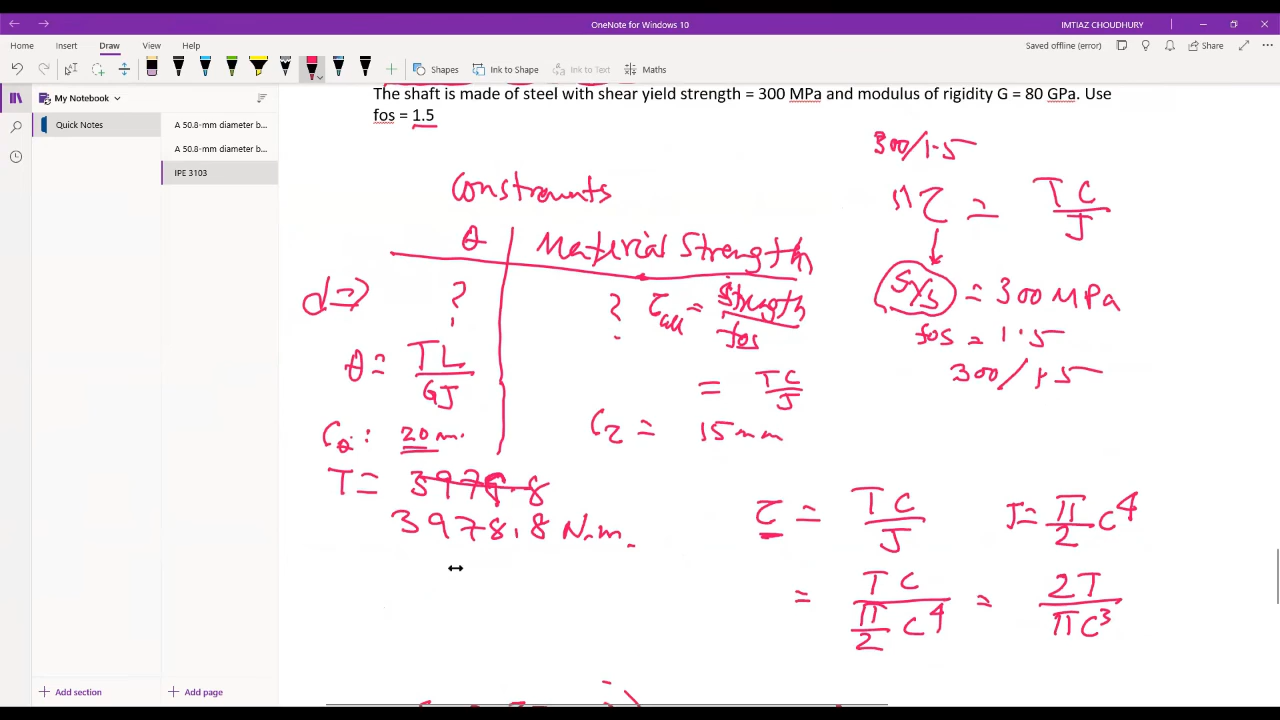 OneNote for Windows 10
IMTIAZ CHOUDHURY
Home Insert Draw View Help
Saved offline (error)
Share
Shapes
Ink to Shape
Ink to Text
Maths
My Notebook
Quick Notes
A 50.8-mm diameter b...
A 50.8-mm diameter b...
IPE 3103
The shaft is made of steel with shear yield strength = 300 MPa and modulus of rigidity G = 80 GPa. Use
fos = 1.5
300/1.5
τ = TC/J
Sys = 300 MPa
fos = 1.5
300/1.5
Constraints
θ
Material Strength
d ⇒ ?
? τall = strength/fos
θ = TL/GJ
= TC/J
Cθ: 20 m.
Cτ = 15 mm
T = 3978.8
3978.8 N.m.
τ = TC/J
J = π/2 C⁴
= TC / (π/2 C⁴) = 2T/πC³
Add section
Add page